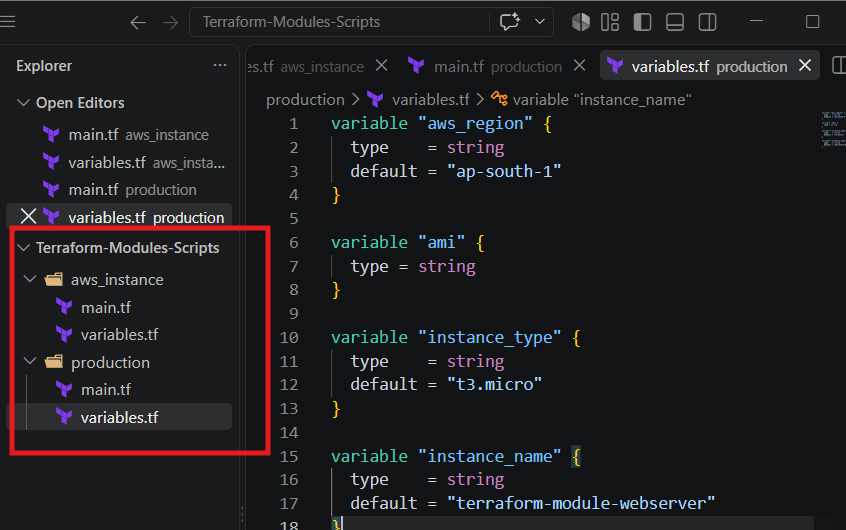 Terraform-Modules-Scripts
Explorer
Open Editors
main.tf aws_instance
variables.tf aws_insta...
main.tf production
variables.tf production
Terraform-Modules-Scripts
aws_instance
main.tf
variables.tf
production
main.tf
variables.tf
es.tf aws_instance
main.tf production
variables.tf production
production > variables.tf > variable "instance_name"
1 variable "aws_region" {
2 type = string
3 default = "ap-south-1"
4 }
5
6 variable "ami" {
7 type = string
8 }
9
10 variable "instance_type" {
11 type = string
12 default = "t3.micro"
13 }
14
15 variable "instance_name" {
16 type = string
17 default = "terraform-module-webserver"
18 }